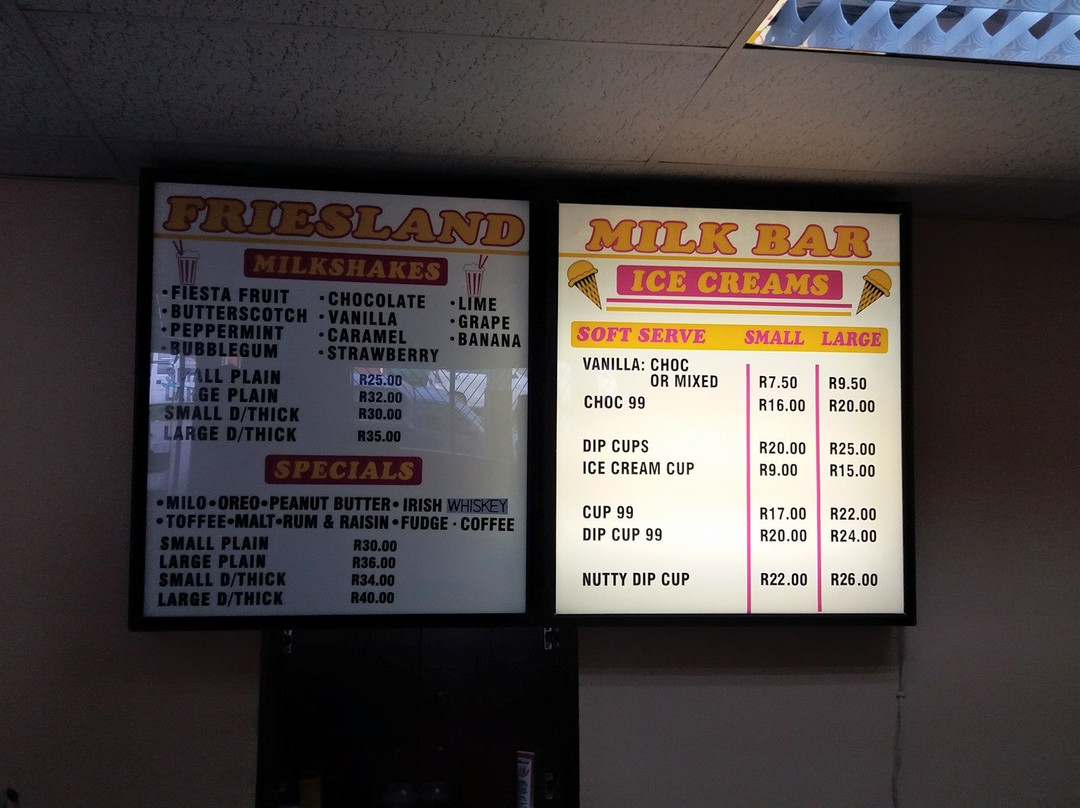 FRIESLAND
MILKSHAKES
•FIESTA FRUIT
•BUTTERSCOTCH
•PEPPERMINT
•BUBBLEGUM
•CHOCOLATE
•VANILLA
•CARAMEL
•STRAWBERRY
•LIME
•GRAPE
•BANANA
SMALL PLAIN R25.00
LARGE PLAIN R32.00
SMALL D/THICK R30.00
LARGE D/THICK R35.00
SPECIALS
•MILO•OREO•PEANUT BUTTER•IRISH WHISKEY
•TOFFEE•MALT•RUM & RAISIN•FUDGE · COFFEE
SMALL PLAIN R30.00
LARGE PLAIN R36.00
SMALL D/THICK R34.00
LARGE D/THICK R40.00
MILK BAR
ICE CREAMS
SOFT SERVE SMALL LARGE
VANILLA: CHOC
OR MIXED R7.50 R9.50
CHOC 99 R16.00 R20.00
DIP CUPS R20.00 R25.00
ICE CREAM CUP R9.00 R15.00
CUP 99 R17.00 R22.00
DIP CUP 99 R20.00 R24.00
NUTTY DIP CUP R22.00 R26.00